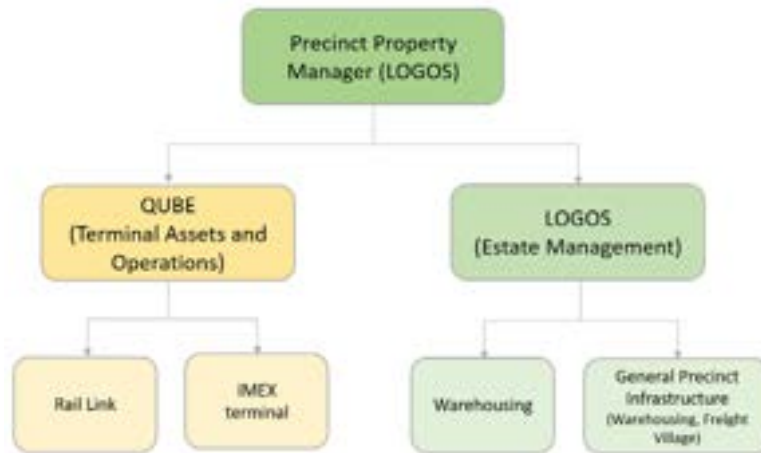 Precinct Property
Manager (LOGOS)
QUBE
(Terminal Assets and
Operations)
LOGOS
(Estate Management)
Rail Link
IMEX
terminal
Warehousing
General Precinct
Infrastructure
(Warehousing, Freight
Village)